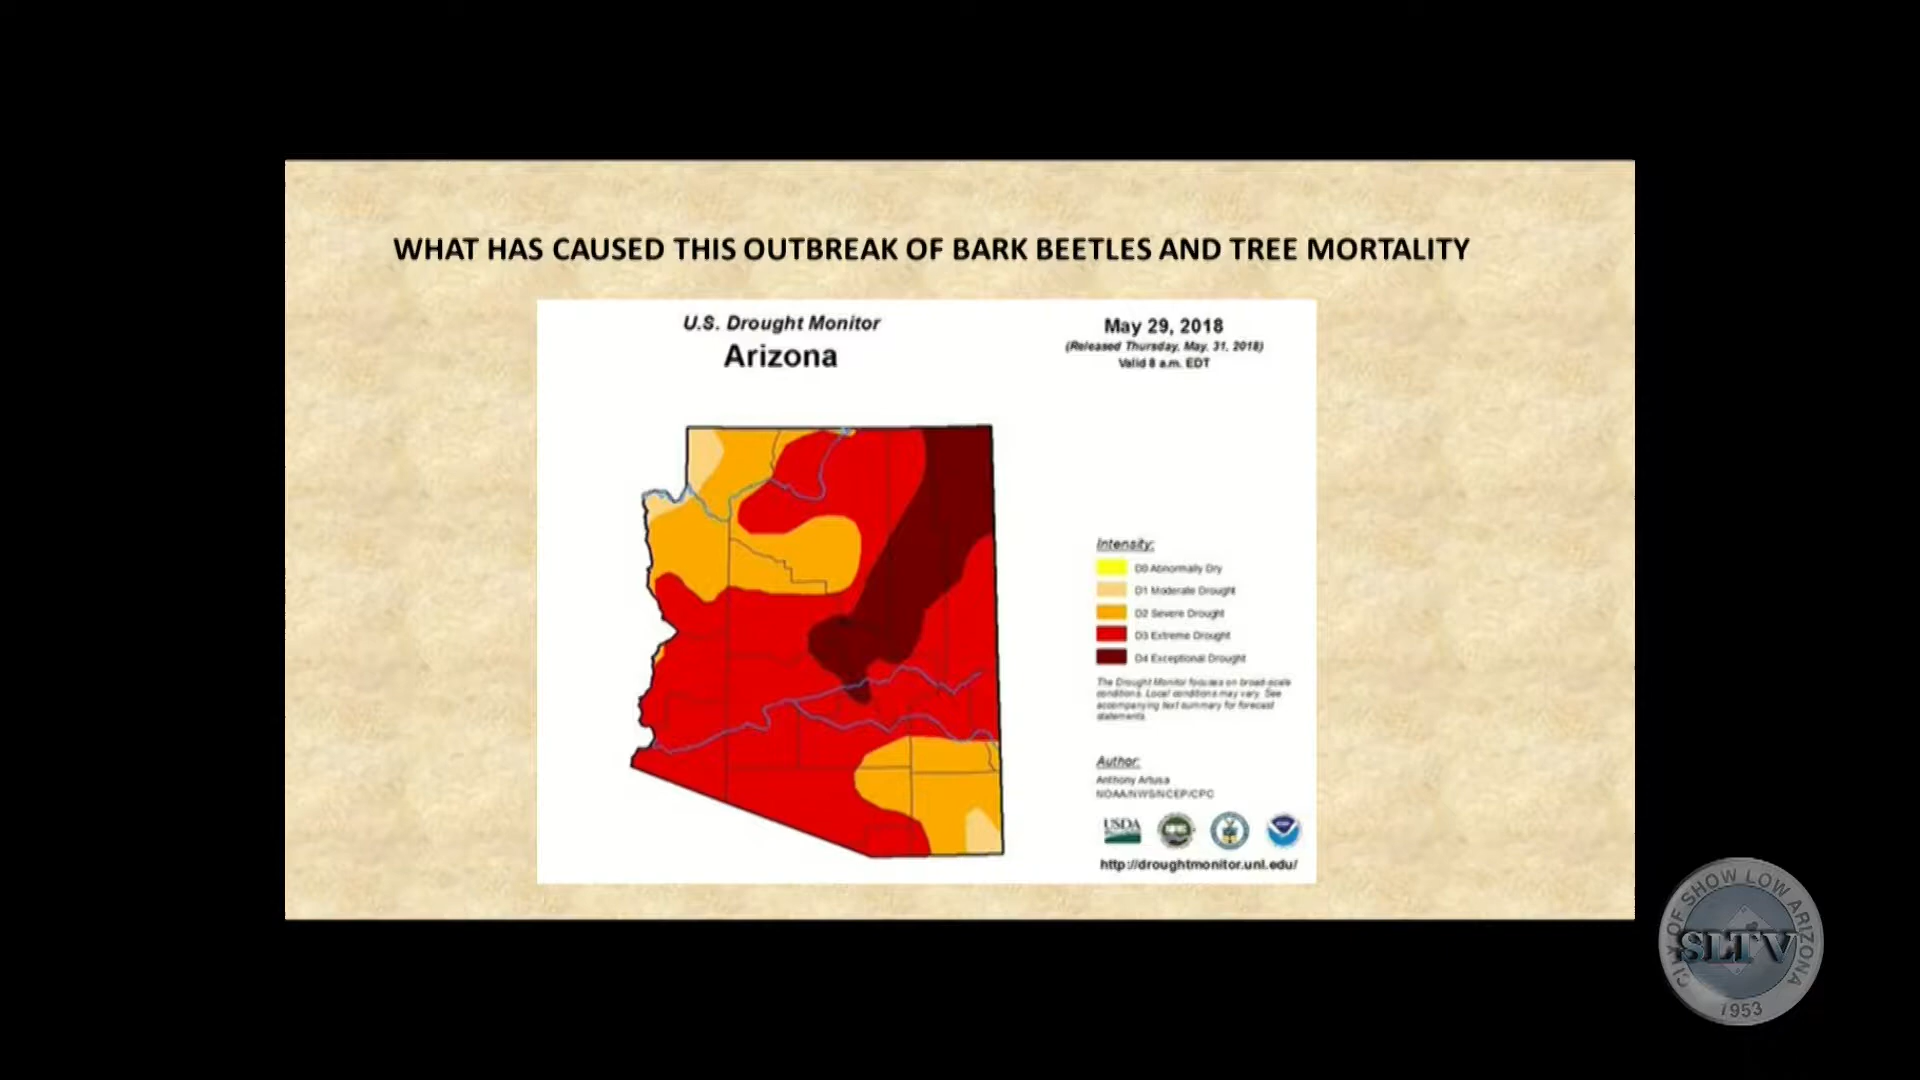 WHAT HAS CAUSED THIS OUTBREAK OF BARK BEETLES AND TREE MORTALITY
U.S. Drought Monitor
Arizona
May 29, 2018
(Released Thursday, May. 31, 2018)
Valid 8 a.m. EDT
Intensity:
D0 Abnormally Dry
D1 Moderate Drought
D2 Severe Drought
D3 Extreme Drought
D4 Exceptional Drought
The Drought Monitor focuses on broad-scale
conditions. Local conditions may vary. See
accompanying text summary for forecast
statements.
Author:
Anthony Artusa
NOAA/NWS/NCEP/CPC
USDA
http://droughtmonitor.unl.edu/
CITY OF SHOW LOW ARIZONA
SLTV
1953